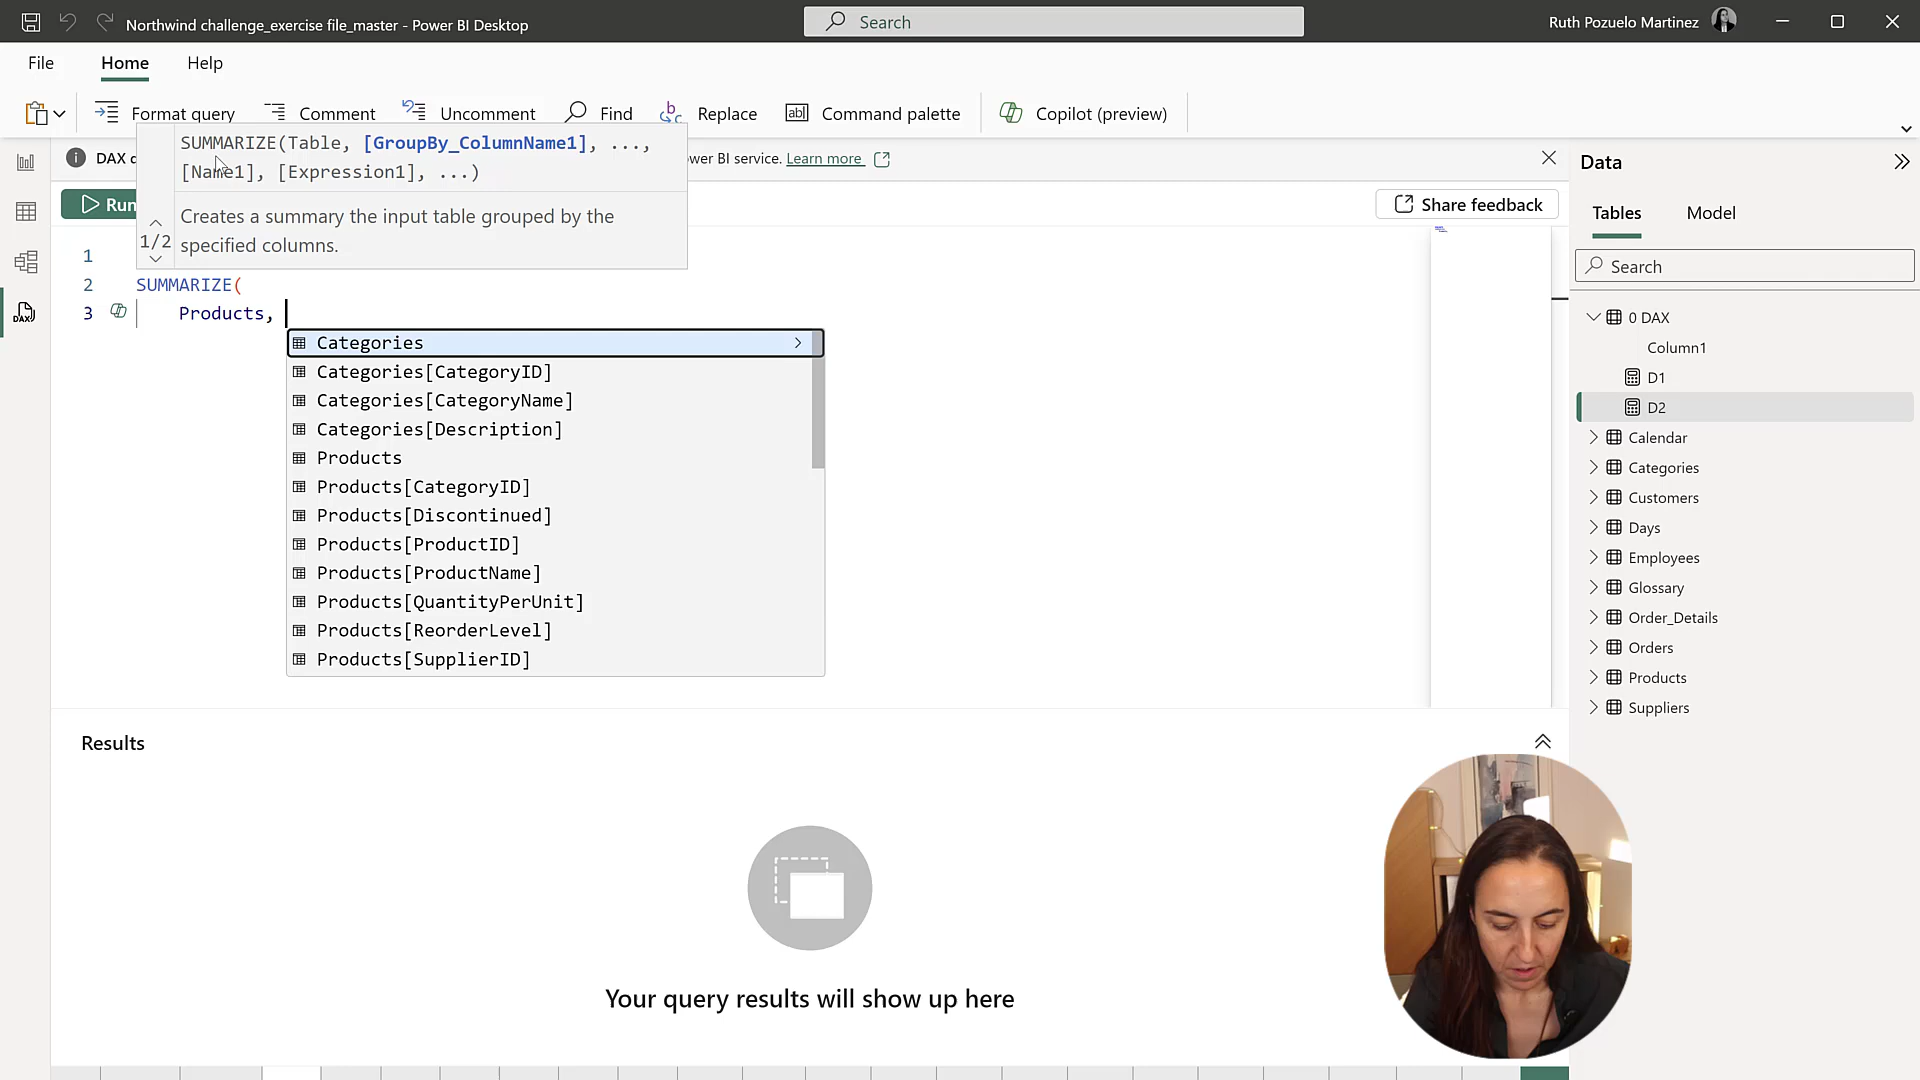 Northwind challenge_exercise file_master - Power BI Desktop
Search
Ruth Pozuelo Martinez
File
Home
Help
Format query
Comment
Uncomment
Find
Replace
Command palette
Copilot (preview)
SUMMARIZE(Table, [GroupBy_ColumnName1], ...,
[Name1], [Expression1], ...)
Creates a summary the input table grouped by the
specified columns.
1/2
DAX
wer BI service. Learn more
Run
Share feedback
1
2 SUMMARIZE(
3 Products,
Categories
Categories[CategoryID]
Categories[CategoryName]
Categories[Description]
Products
Products[CategoryID]
Products[Discontinued]
Products[ProductID]
Products[ProductName]
Products[QuantityPerUnit]
Products[ReorderLevel]
Products[SupplierID]
Results
Your query results will show up here
Data
Tables
Model
Search
0 DAX
Column1
D1
D2
Calendar
Categories
Customers
Days
Employees
Glossary
Order_Details
Orders
Products
Suppliers
DAX